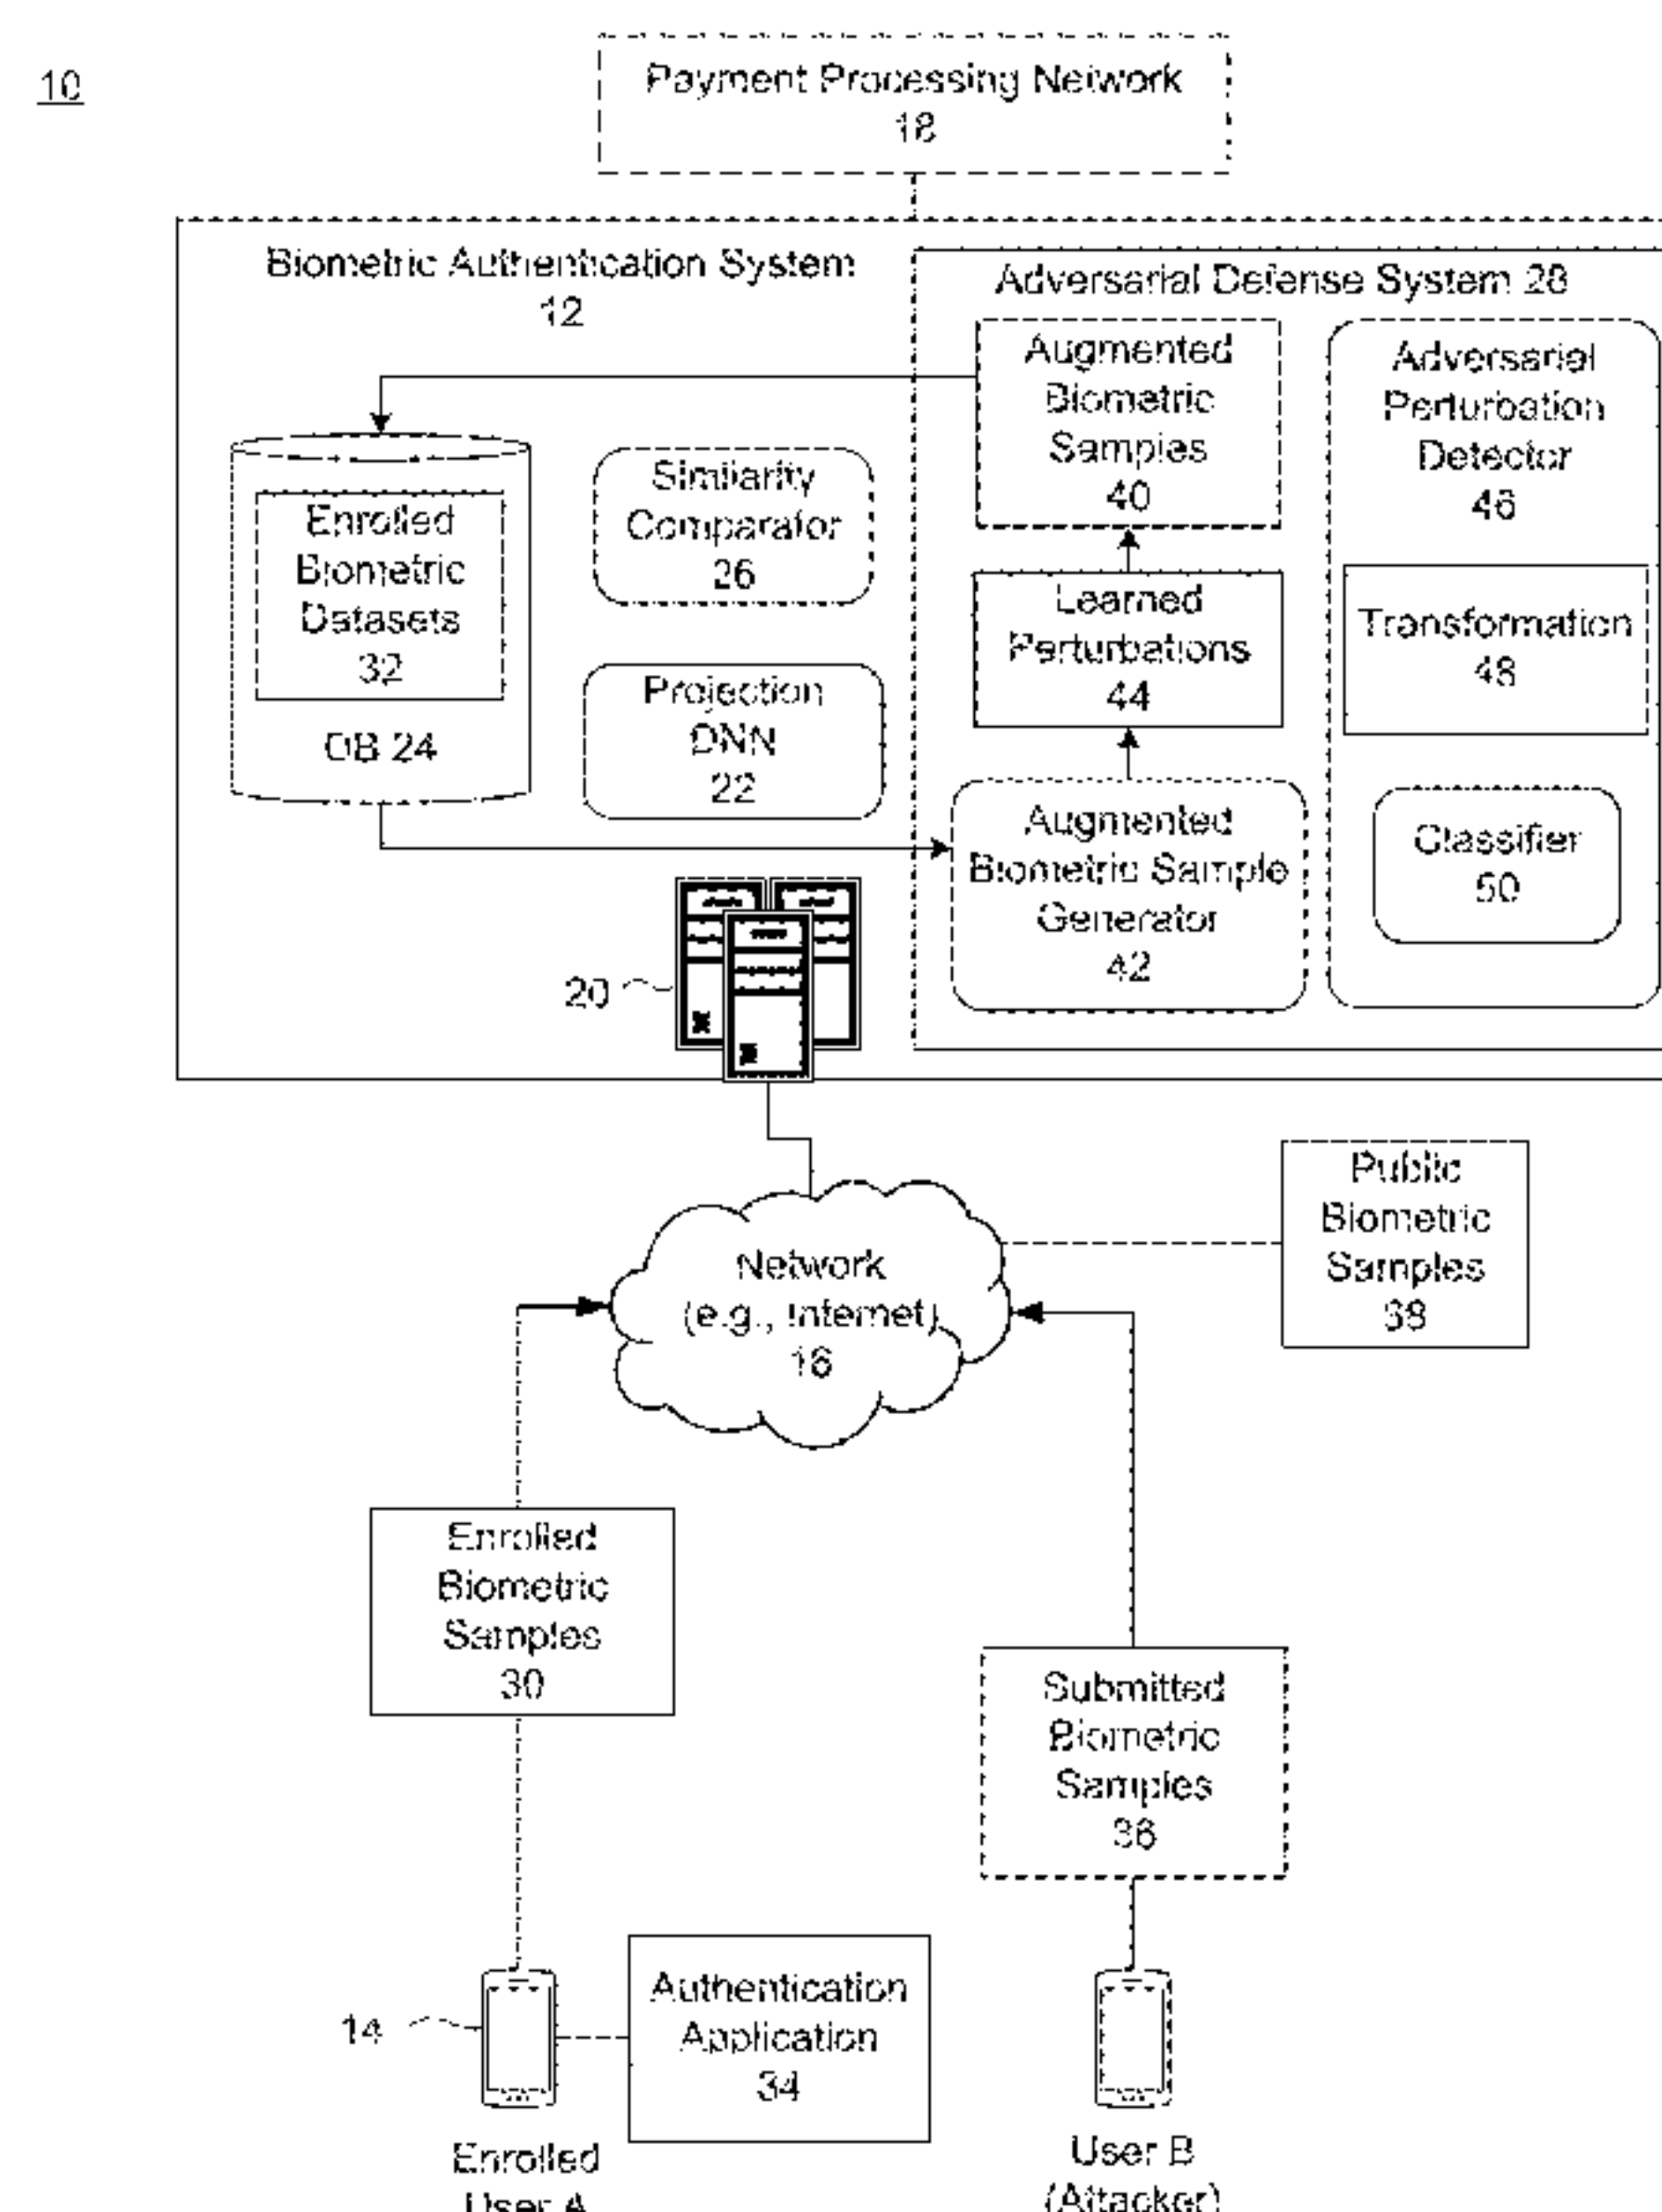 10
Payment Processing Network
18
Biometric Authentication System
12
Adversarial Defense System 28
Augmented
Biometric
Samples
40
Adversarial
Perturbation
Detector
46
Enrolled
Biometric
Datasets
32
DB 24
Similarity
Comparator
26
Learned
Perturbations
44
Transformation
48
Projection
DNN
22
Augmented
Biometric Sample
Generator
42
Classifier
50
20
Public
Biometric
Samples
38
Network
(e.g., Internet)
16
Enrolled
Biometric
Samples
30
Submitted
Biometric
Samples
36
14
Authentication
Application
34
Enrolled
User A
User B
(Attacker)